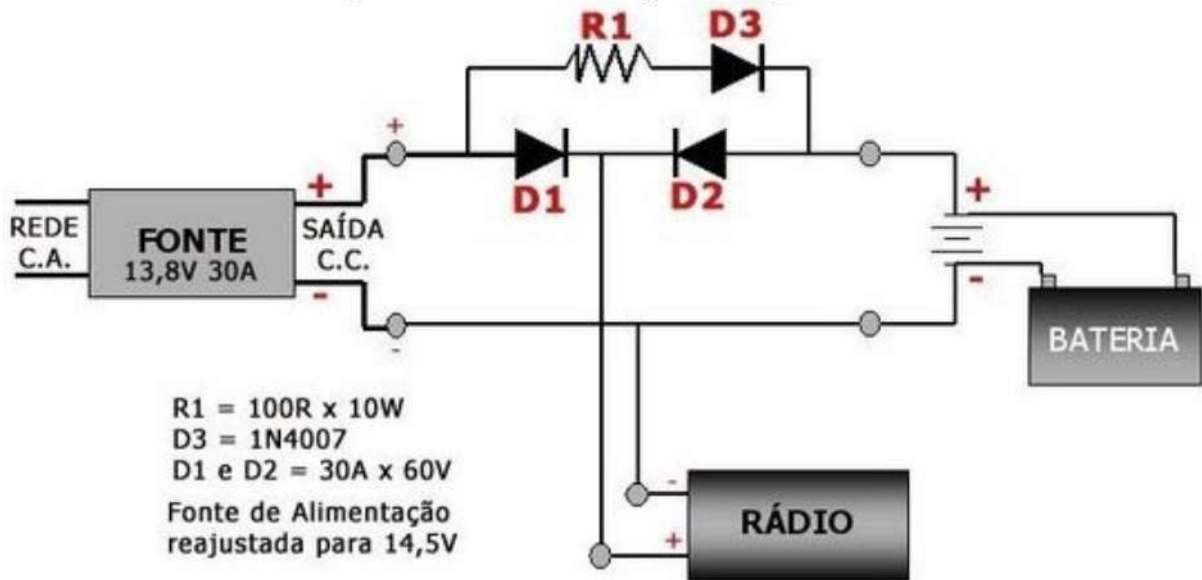 R1
D3
+
D1
D2
+
+
REDE
C.A.
FONTE
13,8V 30A
SAÍDA
C.C.
-
-
-
BATERIA
R1 = 100R x 10W
D3 = 1N4007
D1 e D2 = 30A x 60V
Fonte de Alimentação
reajustada para 14,5V
-
+
RÁDIO